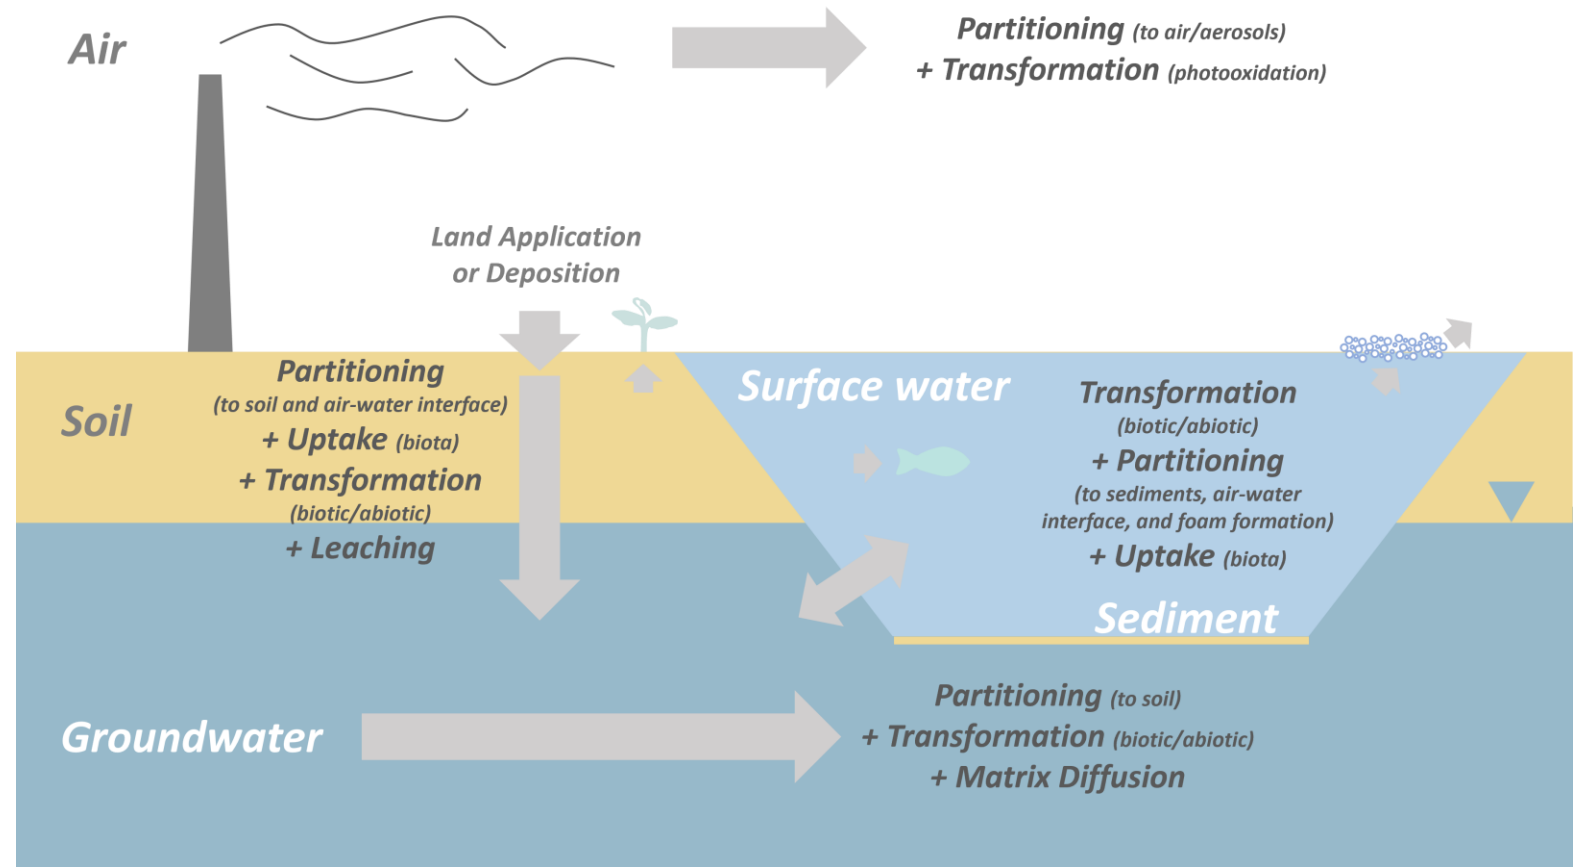 Air
Partitioning (to air/aerosols)
+ Transformation (photooxidation)
Land Application
or Deposition
Soil
Partitioning
(to soil and air-water interface)
+ Uptake (biota)
+ Transformation
(biotic/abiotic)
+ Leaching
Surface water
Transformation
(biotic/abiotic)
+ Partitioning
(to sediments, air-water
interface, and foam formation)
+ Uptake (biota)
Sediment
Groundwater
Partitioning (to soil)
+ Transformation (biotic/abiotic)
+ Matrix Diffusion